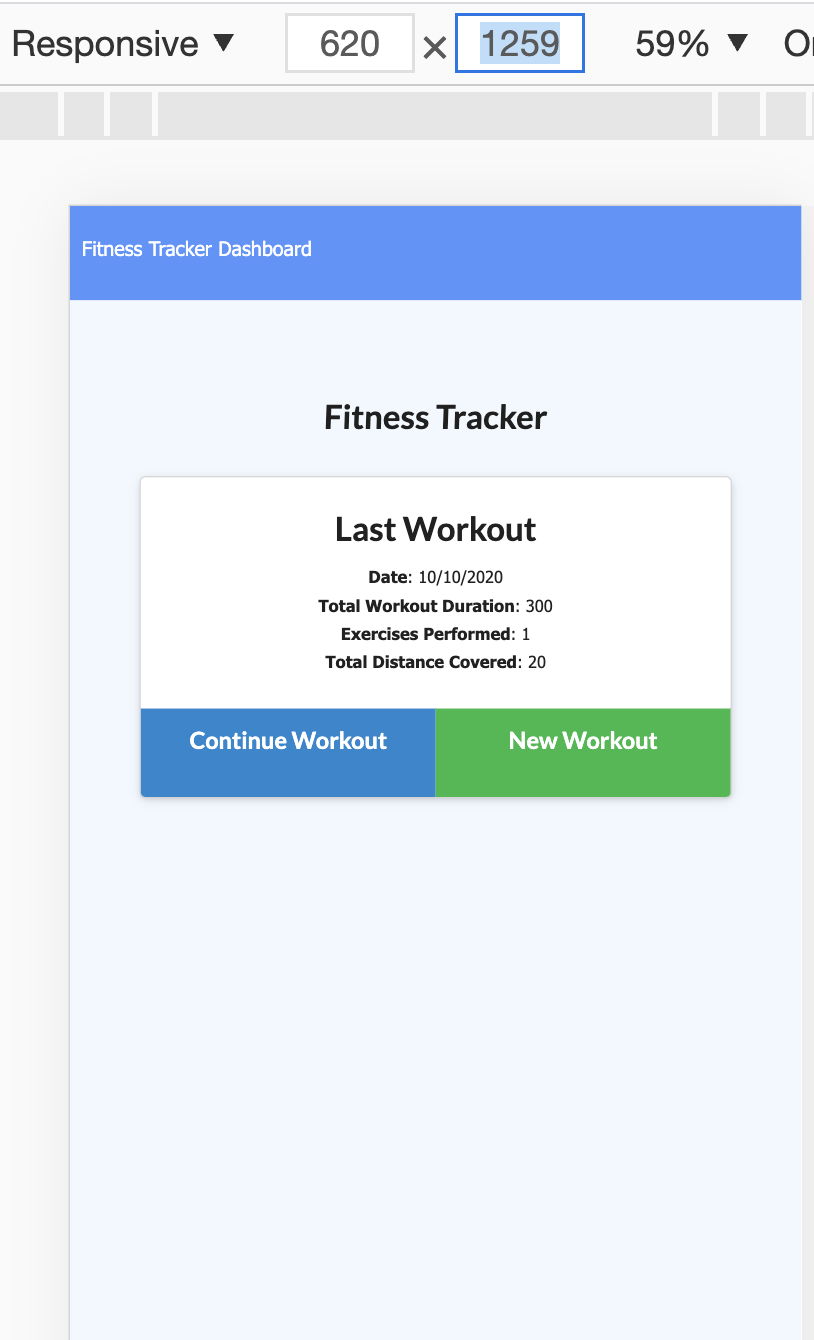 Responsive ▼ 620 × 1259 59% ▼
Fitness Tracker Dashboard
Fitness Tracker
Last Workout
Date: 10/10/2020
Total Workout Duration: 300
Exercises Performed: 1
Total Distance Covered: 20
Continue Workout New Workout